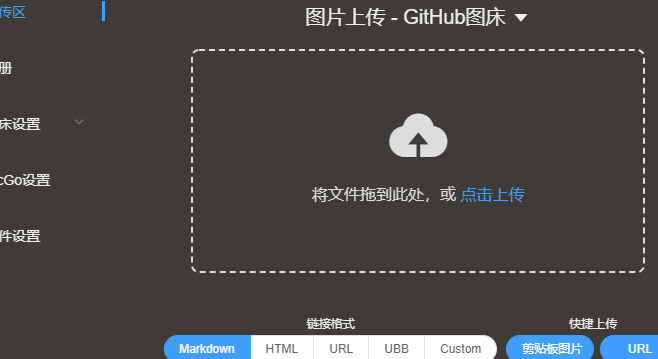 图片上传 - GitHub图床
传区
册
床设置
cGo设置
件设置
将文件拖到此处，或 点击上传
链接格式
快捷上传
Markdown HTML URL UBB Custom
剪贴板图片 URL